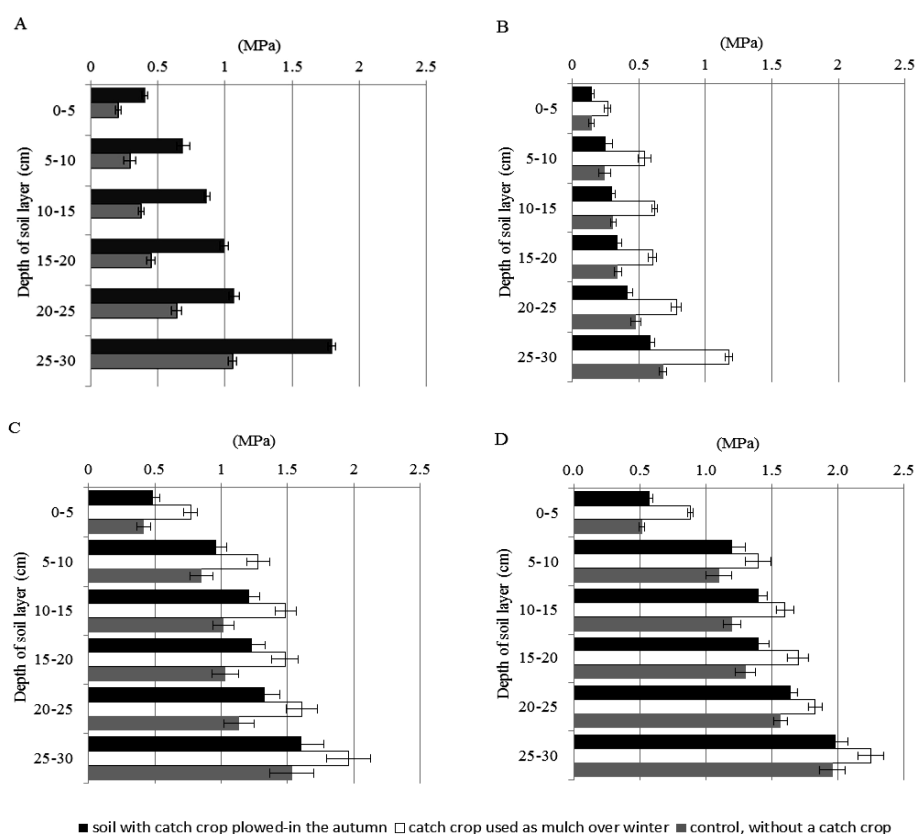 A
(MPa)
0 0.5 1 1.5 2 2.5
Depth of soil layer (cm)
0-5
5-10
10-15
15-20
20-25
25-30
B
(MPa)
0 0.5 1 1.5 2 2.5
Depth of soil layer (cm)
0-5
5-10
10-15
15-20
20-25
25-30
C
(MPa)
0 0.5 1 1.5 2 2.5
Depth of soil layer (cm)
0-5
5-10
10-15
15-20
20-25
25-30
D
(MPa)
0.0 0.5 1.0 1.5 2.0 2.5
Depth of soil layer (cm)
0-5
5-10
10-15
15-20
20-25
25-30
soil with catch crop plowed-in the autumn catch crop used as mulch over winter control, without a catch crop